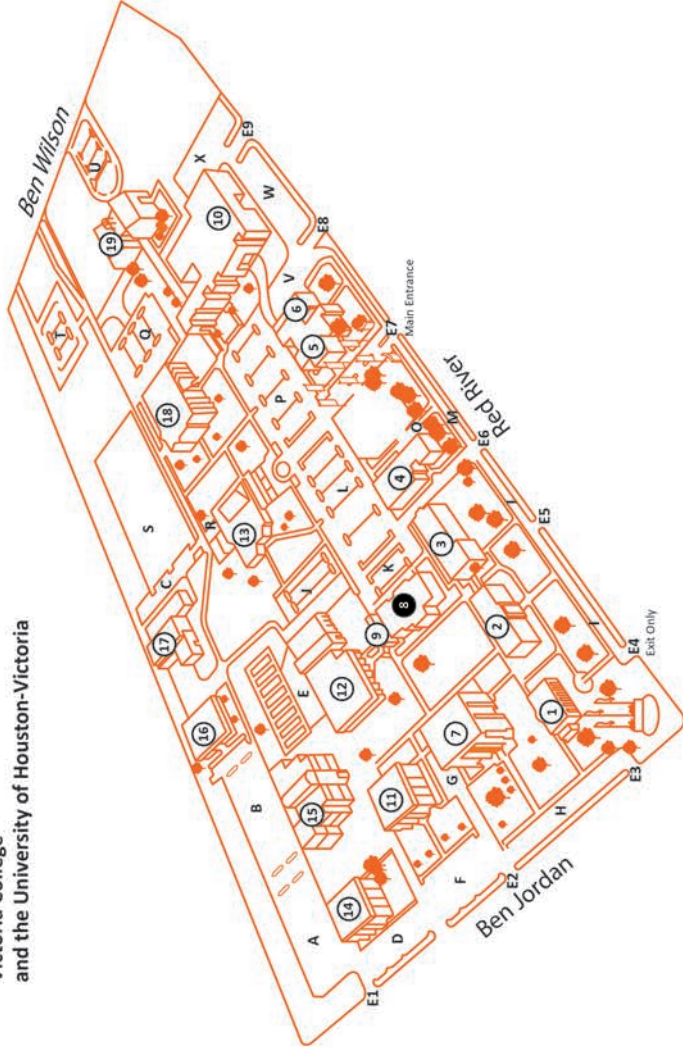 Victoria College
and the University of Houston-Victoria
Ben Wilson
U
T
19
X
E9
Q
10
W
18
E8
V
6
S
5
P
E7
Main Entrance
R
13
C
L
O
M
Red River
E6
17
4
J
K
3
I
E5
8
9
16
E
12
2
I
E4
Exit Only
B
7
1
15
11
G
E3
H
14
F
E2
A
D
Ben Jordan
E1